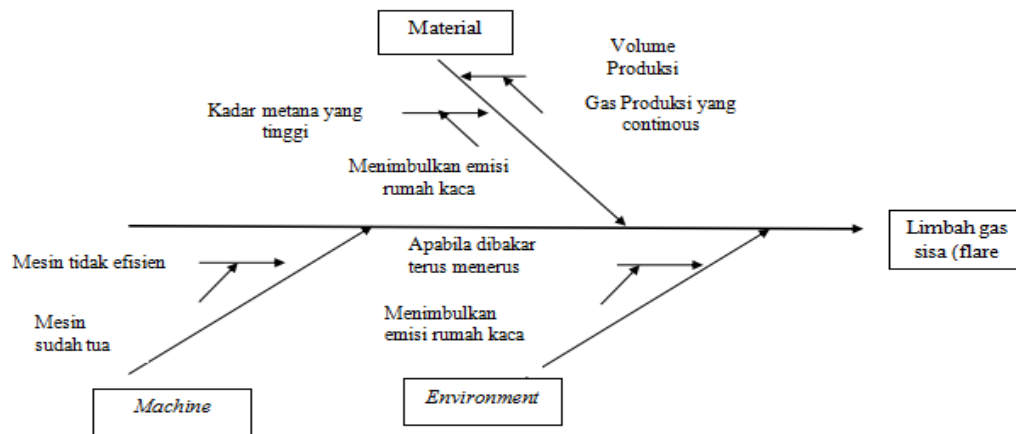 Material
Volume
Produksi
Kadar metana yang
tinggi
Gas Produksi yang
continous
Menimbulkan emisi
rumah kaca
Limbah gas
sisa (flare
Mesin tidak efisien
Apabila dibakar
terus menerus
Mesin
sudah tua
Menimbulkan
emisi rumah kaca
Machine
Environment